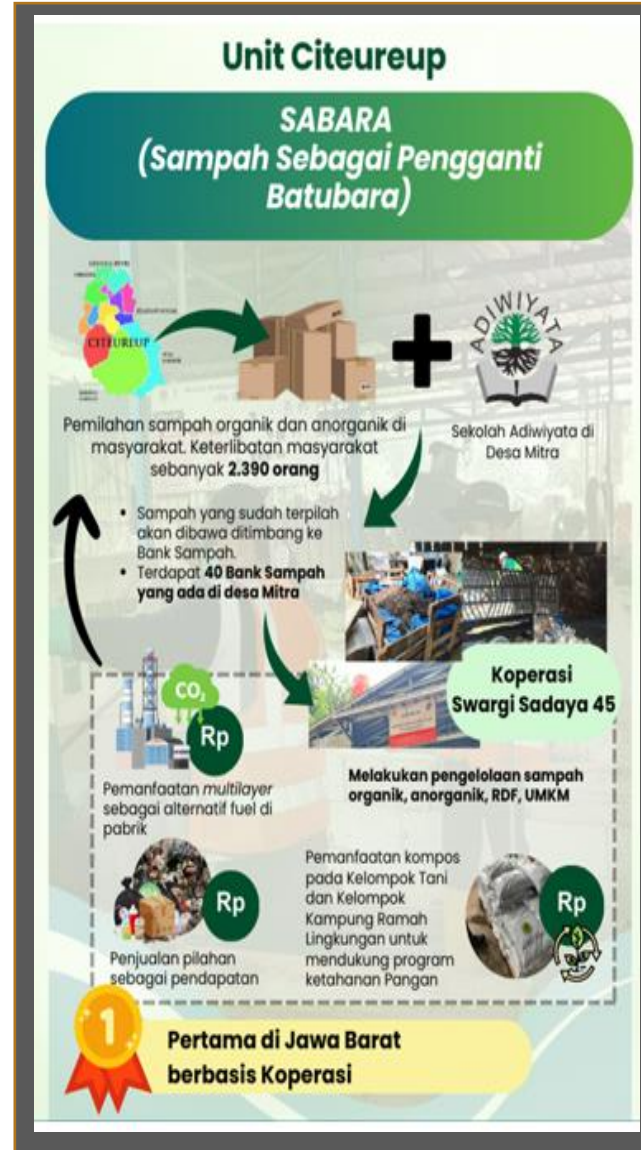 Unit Citeureup
SABARA
(Sampah Sebagai Pengganti
Batubara)
CITEUREUP
ADIWIYATA
Pemilahan sampah organik dan anorganik di
masyarakat. Keterlibatan masyarakat
sebanyak 2.390 orang
Sekolah Adiwiyata di
Desa Mitra
• Sampah yang sudah terpilah
akan dibawa ditimbang ke
Bank Sampah.
• Terdapat 40 Bank Sampah
yang ada di desa Mitra
Koperasi
Swargi Sadaya 45
Melakukan pengelolaan sampah
organik, anorganik, RDF, UMKM
CO₂
Rp
Pemanfaatan multilayer
sebagai alternatif fuel di
pabrik
Rp
Penjualan pilahan
sebagai pendapatan
Pemanfaatan kompos
pada Kelompok Tani
dan Kelompok
Kampung Ramah
Lingkungan untuk
mendukung program
ketahanan Pangan
Rp
1
Pertama di Jawa Barat
berbasis Koperasi